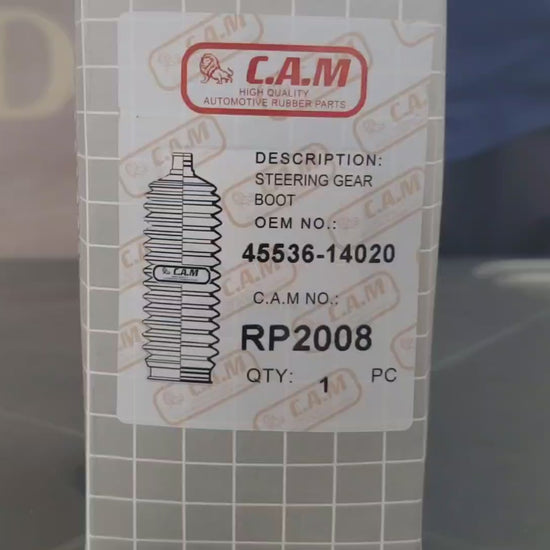 C.A.M
HIGH QUALITY
AUTOMOTIVE RUBBER PARTS
DESCRIPTION:
STEERING GEAR
BOOT
OEM NO.:
45536-14020
C.A.M
C.A.M NO.:
RP2008
QTY: 1 PC